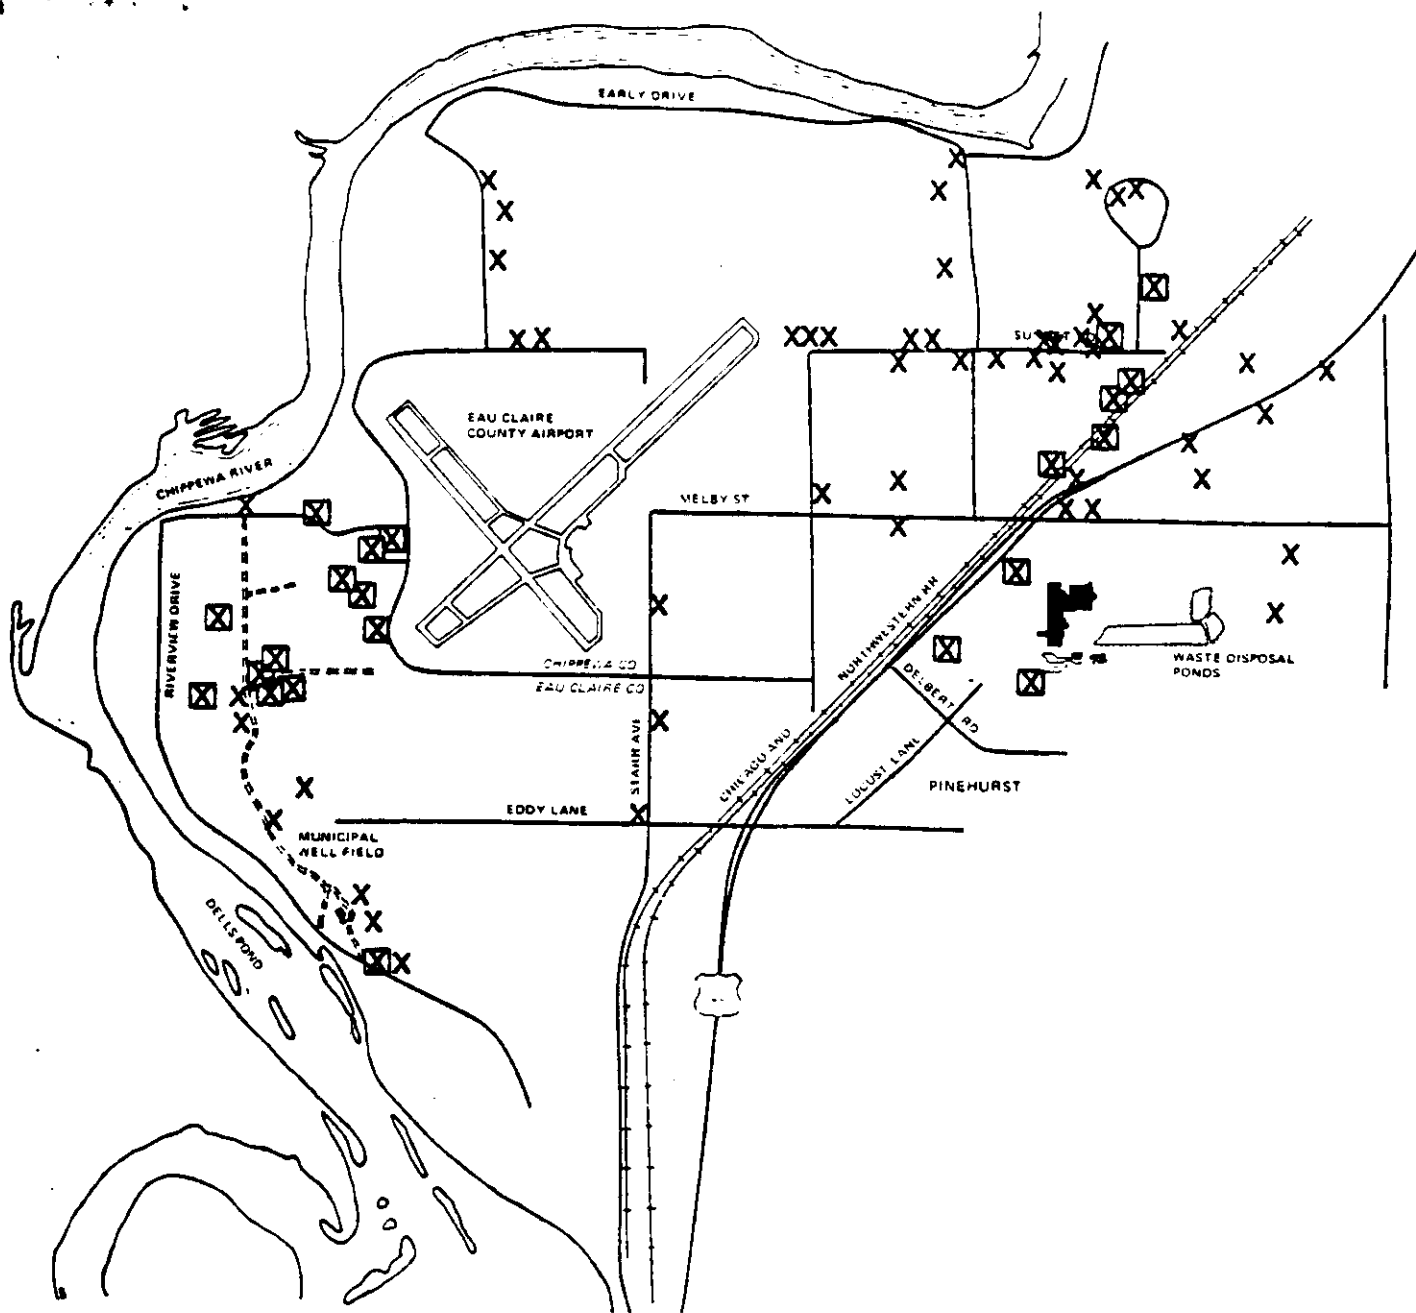 EARLY DRIVE
EAU CLAIRE
COUNTY AIRPORT
CHIPPEWA RIVER
MELBY ST
RIVERVIEW DRIVE
NORTHWESTERN RR
CHIPPEWA CO
EAU CLAIRE CO
WASTE DISPOSAL
PONDS
DELBERT RD
STARR AVE
CHICAGO AND
LOCUST LANE
PINEHURST
EDDY LANE
MUNICIPAL
WELL FIELD
DELLS POND